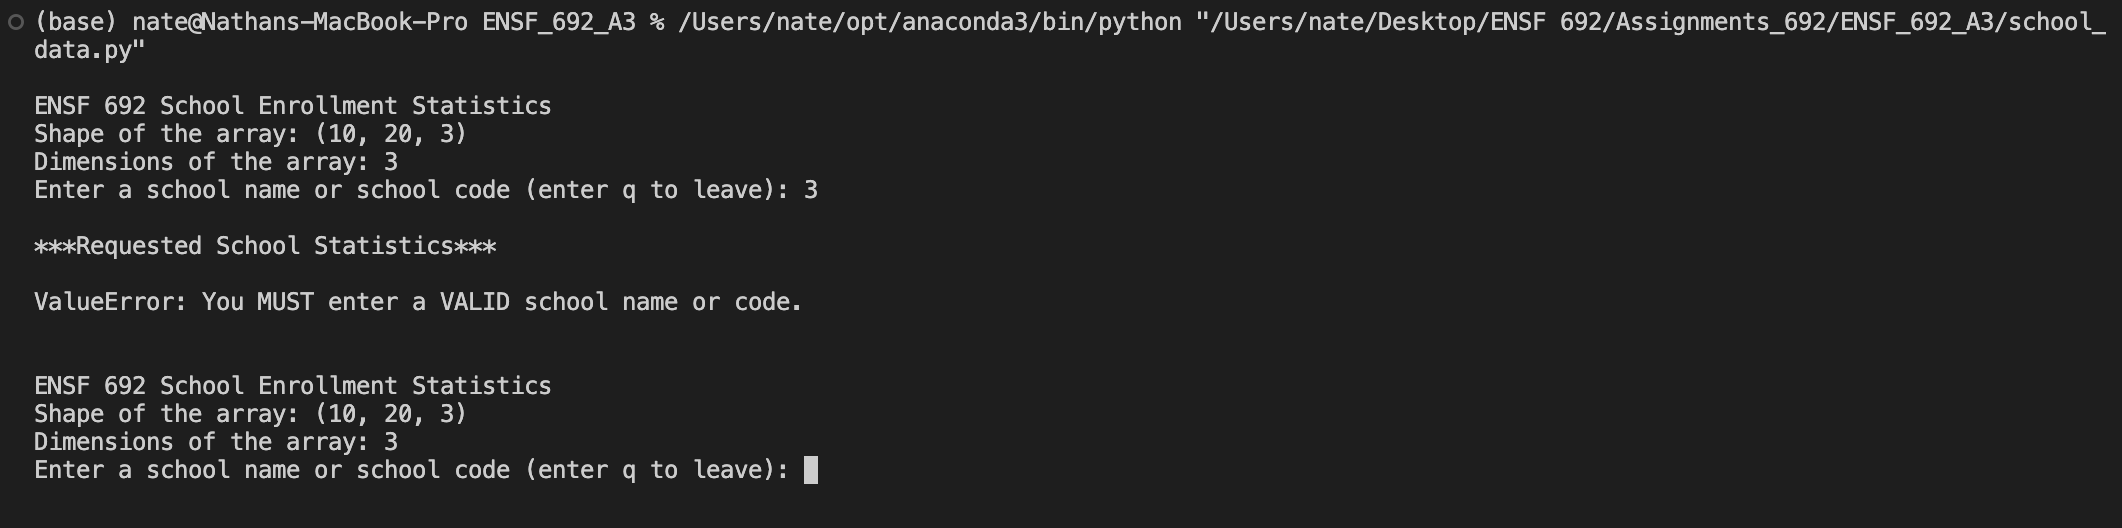 (base) nate@Nathans-MacBook-Pro ENSF_692_A3 % /Users/nate/opt/anaconda3/bin/python "/Users/nate/Desktop/ENSF 692/Assignments_692/ENSF_692_A3/school_
data.py"
ENSF 692 School Enrollment Statistics
Shape of the array: (10, 20, 3)
Dimensions of the array: 3
Enter a school name or school code (enter q to leave): 3
***Requested School Statistics***
ValueError: You MUST enter a VALID school name or code.
ENSF 692 School Enrollment Statistics
Shape of the array: (10, 20, 3)
Dimensions of the array: 3
Enter a school name or school code (enter q to leave):